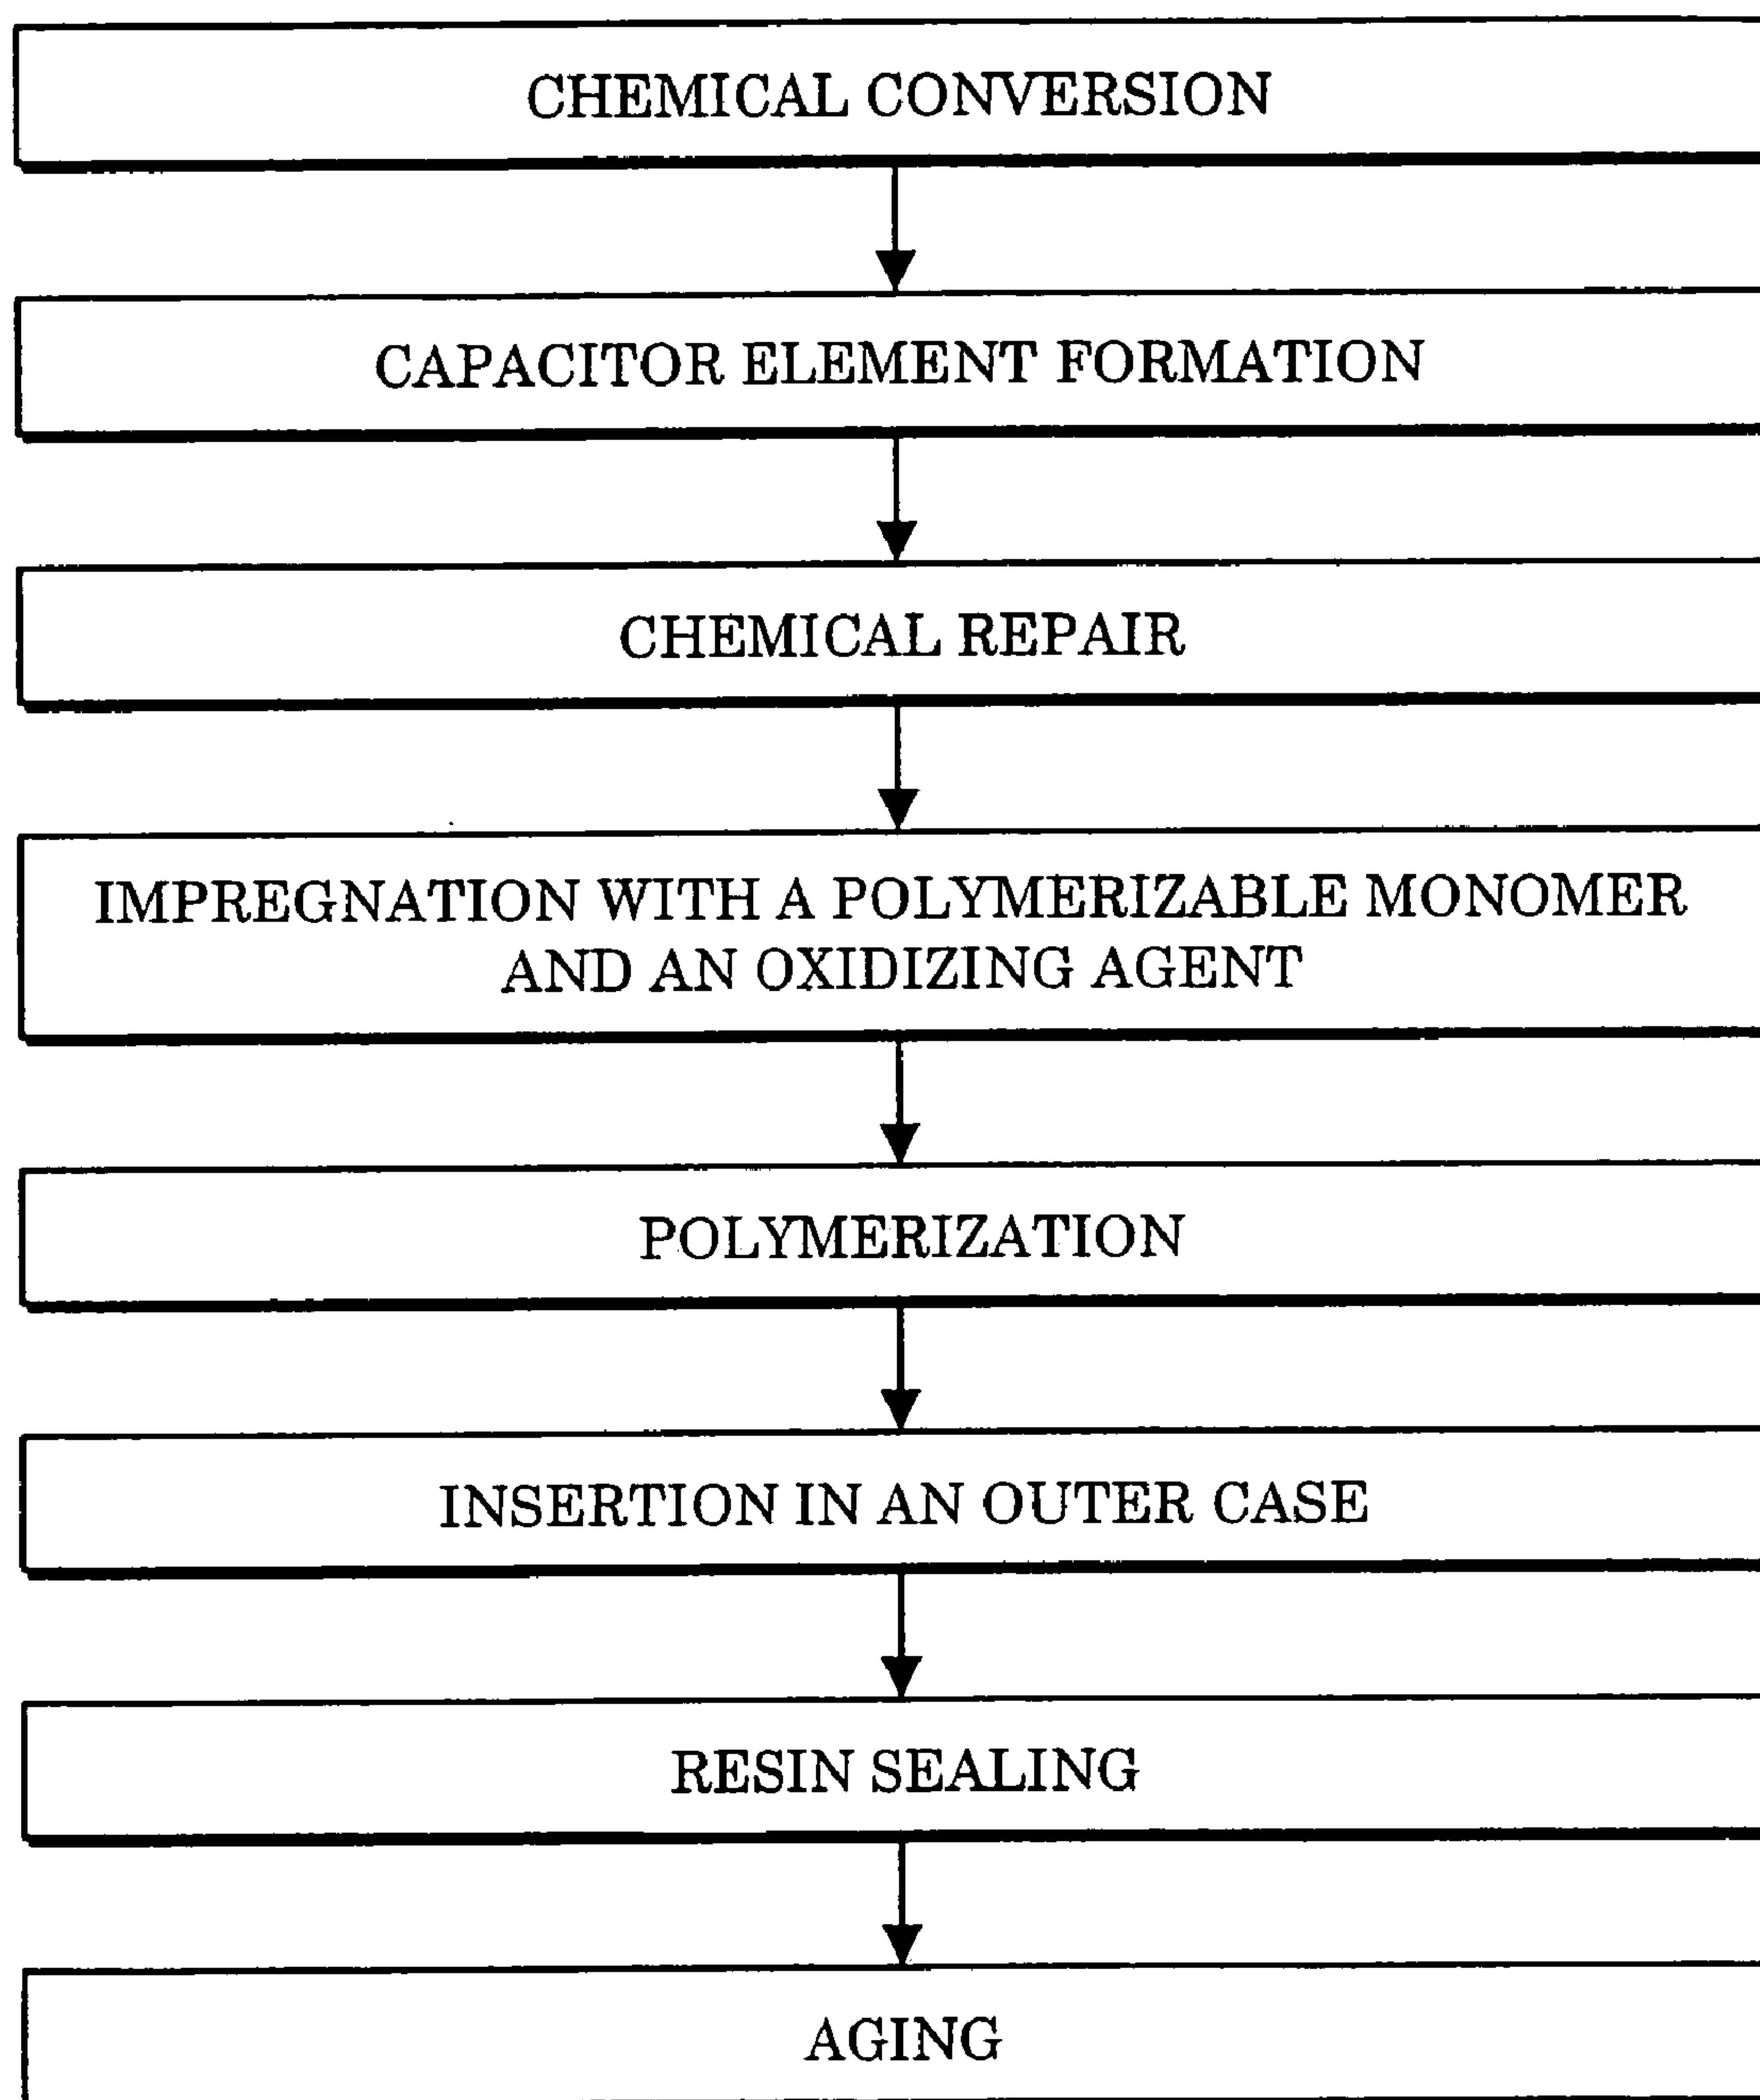 CHEMICAL CONVERSION
CAPACITOR ELEMENT FORMATION
CHEMICAL REPAIR
IMPREGNATION WITH A POLYMERIZABLE MONOMER
AND AN OXIDIZING AGENT
POLYMERIZATION
INSERTION IN AN OUTER CASE
RESIN SEALING
AGING